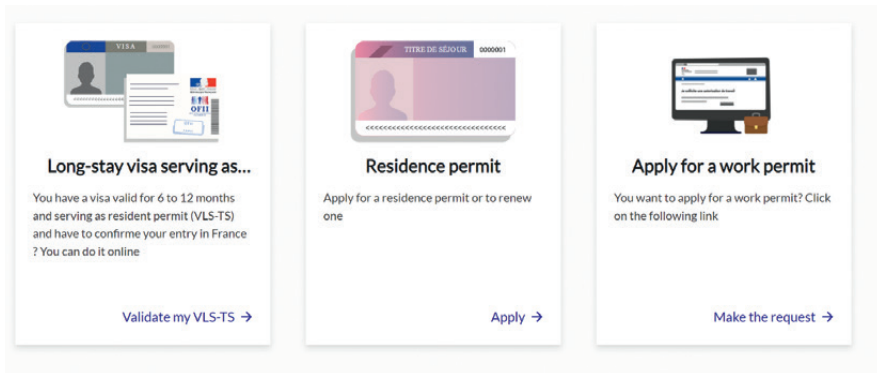 VISA
OFII
Long-stay visa serving as...
You have a visa valid for 6 to 12 months
and serving as resident permit (VLS-TS)
and have to confirme your entry in France
? You can do it online
Validate my VLS-TS →
TITRE DE SÉJOUR 0000001
<<<<<<<<<<<<<<<<<<<<<<<<<<<<<<<<<<
Residence permit
Apply for a residence permit or to renew
one
Apply →
Apply for a work permit
You want to apply for a work permit? Click
on the following link
Make the request →